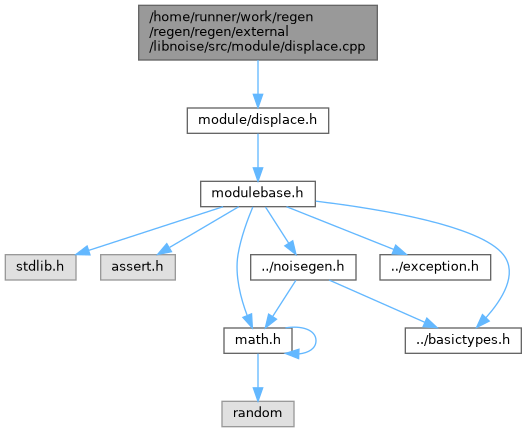 /home/runner/work/regen
/regen/regen/external
/libnoise/src/module/displace.cpp
module/displace.h
modulebase.h
stdlib.h
assert.h
../noisegen.h
../exception.h
math.h
../basictypes.h
random